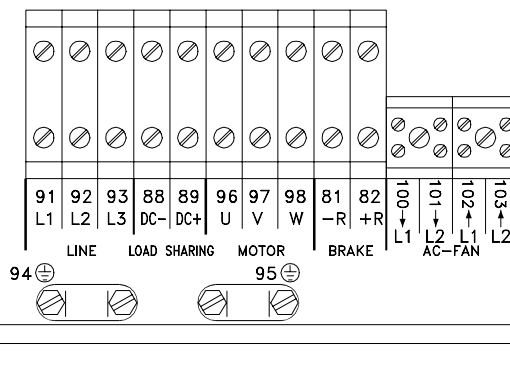 91 92 93 88 89 96 97 98 81 82 100 101 102 103
L1 L2 L3 DC- DC+ U V W -R +R L1 L2 L1 L2
LINE LOAD SHARING MOTOR BRAKE AC-FAN
94 95